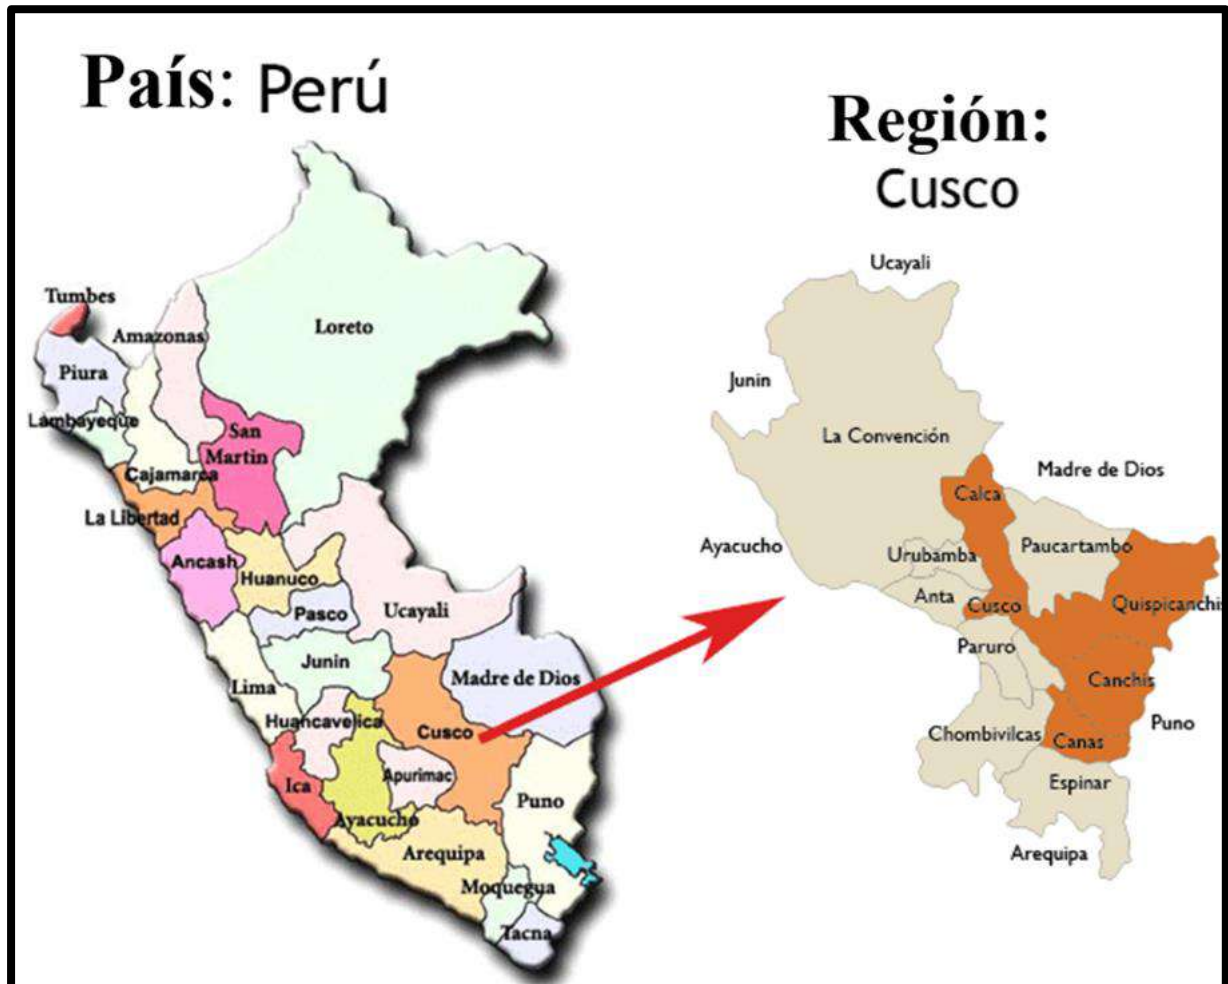 País: Perú
Región:
Cusco
Tumbes
Amazonas
Loreto
Piura
Lambayeque
San
Martin
Cajamarca
La Libertad
Ancash
Huanuco
Pasco
Ucayali
Junin
Lima
Madre de Dios
Huancavelica
Cusco
Apurimac
Ica
Ayacucho
Puno
Arequipa
Moquegua
Tacna
Ucayali
Junin
La Convención
Madre de Dios
Calca
Ayacucho
Urubamba
Paucartambo
Anta
Cusco
Quispicanchis
Paruro
Canchis
Puno
Chombivilcas
Canas
Espinar
Arequipa